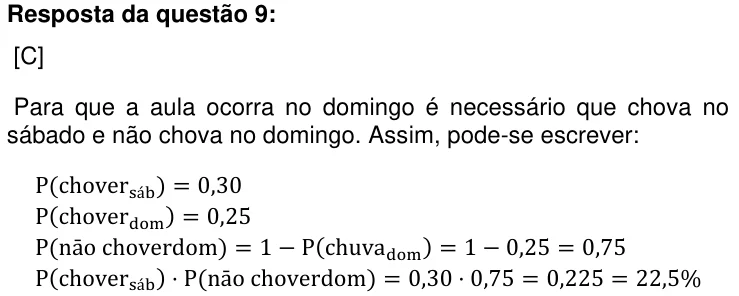 Resposta da questão 9:
[C]
Para que a aula ocorra no domingo é necessário que chova no
sábado e não chova no domingo. Assim, pode-se escrever:
P(chover_sáb) = 0,30
P(chover_dom) = 0,25
P(não choverdom) = 1 − P(chuva_dom) = 1 − 0,25 = 0,75
P(chover_sáb) · P(não choverdom) = 0,30 · 0,75 = 0,225 = 22,5%